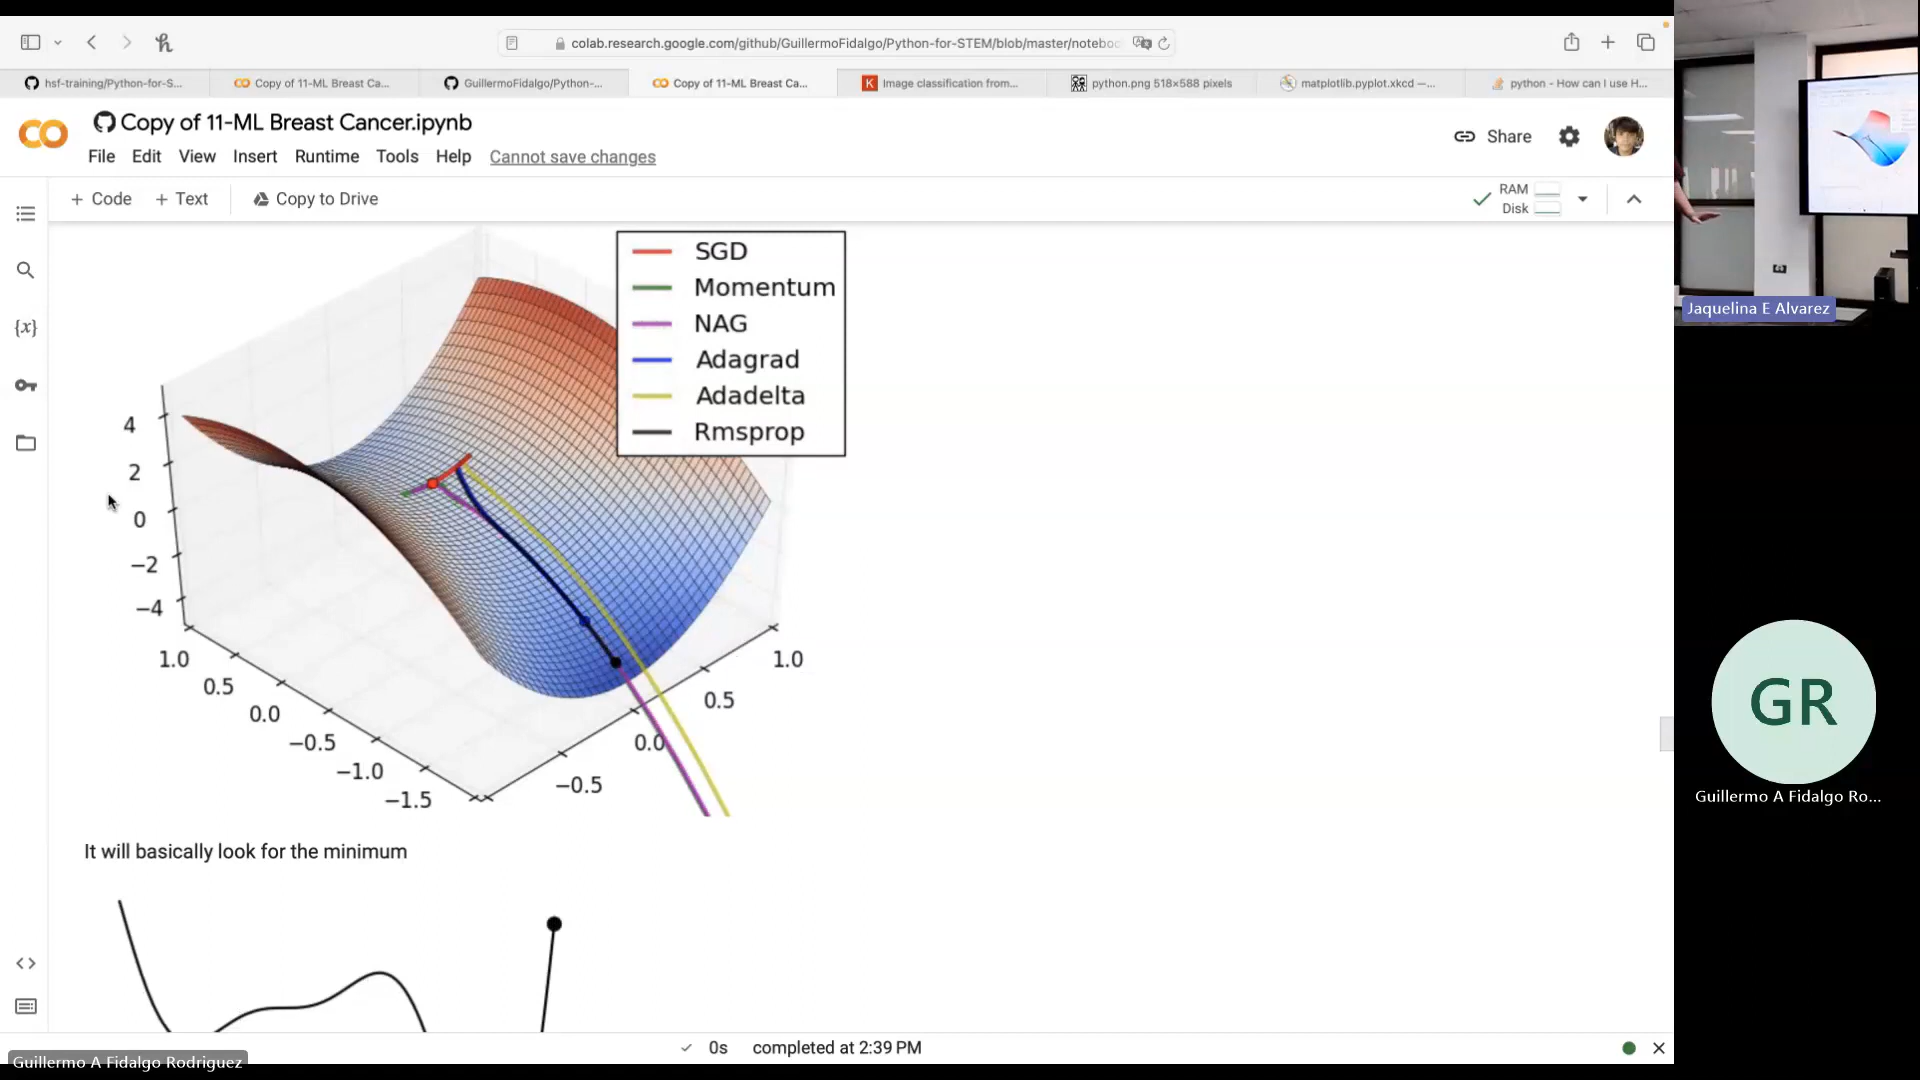 colab.research.google.com/github/GuillermoFidalgo/Python-for-STEM/blob/master/noteboo
hsf-training/Python-for-S...
Copy of 11-ML Breast Ca...
GuillermoFidalgo/Python-...
Copy of 11-ML Breast Ca...
Image classification from...
python.png 518×588 pixels
matplotlib.pyplot.xkcd —...
python - How can I use H...
Copy of 11-ML Breast Cancer.ipynb
Share
File Edit View Insert Runtime Tools Help Cannot save changes
+ Code + Text Copy to Drive
RAM
Disk
{x}
SGD
Momentum
NAG
Adagrad
Adadelta
Rmsprop
4
2
0
−2
−4
1.0
0.5
0.0
−0.5
−1.0
−1.5
−0.5
0.0
0.5
1.0
It will basically look for the minimum
0s completed at 2:39 PM
Guillermo A Fidalgo Rodriguez
Jaquelina E Alvarez
GR
Guillermo A Fidalgo Ro...